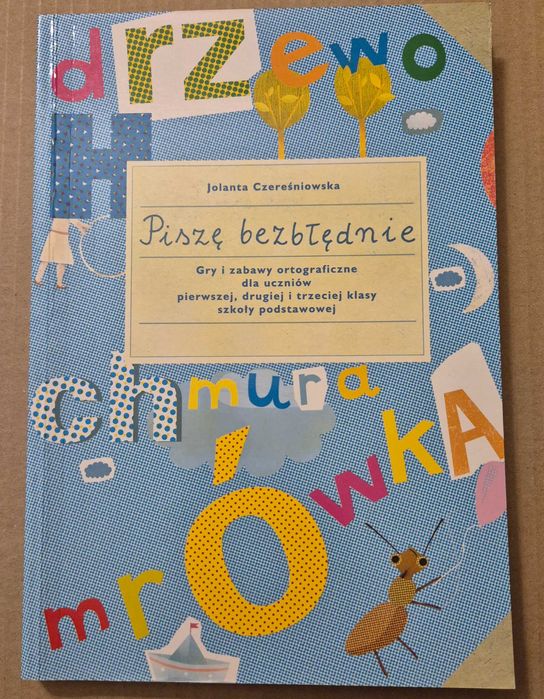 drzewo
H
Jolanta Czereśniowska
Piszę bezbłędnie
Gry i zabawy ortograficzne
dla uczniów
pierwszej, drugiej i trzeciej klasy
szkoły podstawowej
chmura
mrÓwkA